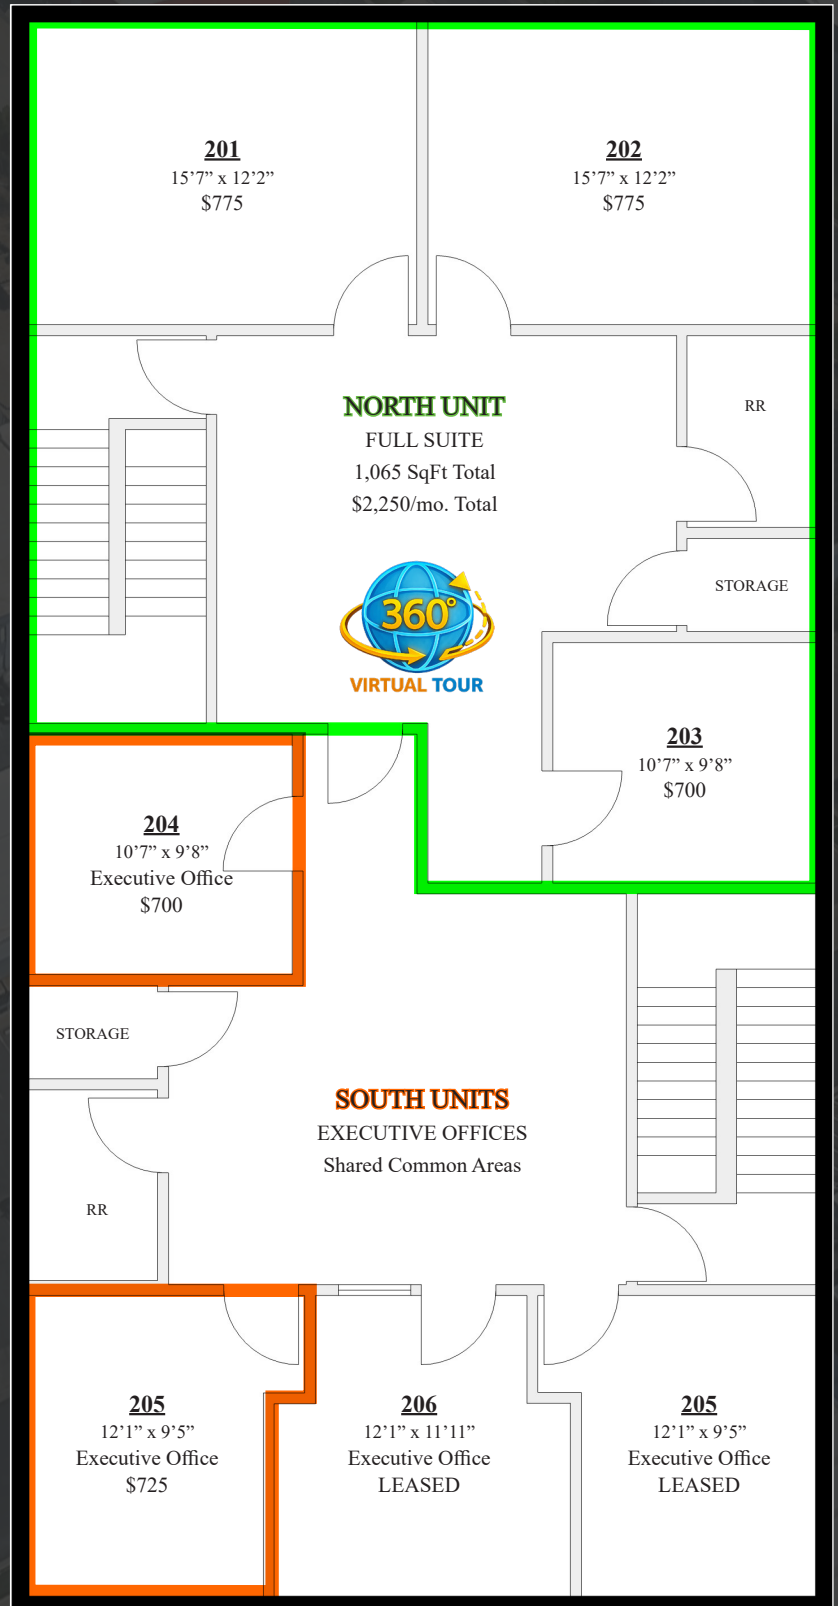 201
15’7” x 12’2”
$775
202
15’7” x 12’2”
$775
NORTH UNIT
FULL SUITE
1,065 SqFt Total
$2,250/mo. Total
RR
STORAGE
360°
VIRTUAL TOUR
203
10’7” x 9’8”
$700
204
10’7” x 9’8”
Executive Office
$700
STORAGE
SOUTH UNITS
EXECUTIVE OFFICES
Shared Common Areas
RR
205
12’1” x 9’5”
Executive Office
$725
206
12’1” x 11’11”
Executive Office
LEASED
205
12’1” x 9’5”
Executive Office
LEASED